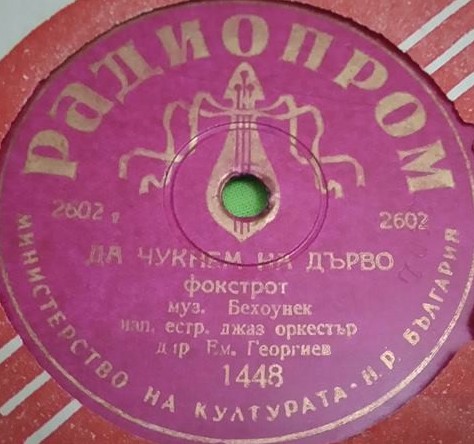 РАДИОПРОМ
2602
2602
ДА ЧУКНЕМ НА ДЪРВО
фокстрот
муз. Бехоунек
изп. естр. джаз оркестър
д-р Ем. Георгиев
1448
МИНИСТЕРСТВО НА КУЛТУРАТА - Н.Р. БЪЛГАРИЯ